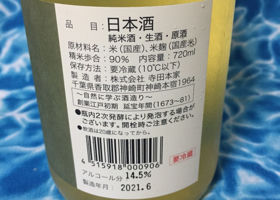 品目 日本酒
純米酒・生酒・原酒
原材料名：米（国産）、米麹（国産米）
精米歩合：90%　内容量：720ml
保存方法：要冷蔵（10℃以下）
製造者：株式会社 寺田本家
千葉県香取郡神崎町神崎本宿1964
～自然に学ぶ酒造り～
創業江戸初期 延宝年間（1673～81）
●瓶内2次発酵により発泡する場合が
ございます。開栓時ご注意ください。
●飲酒は20歳になってから。
4 515918 000906
要冷蔵
アルコール分 14.5%
製造年月： 2021.6